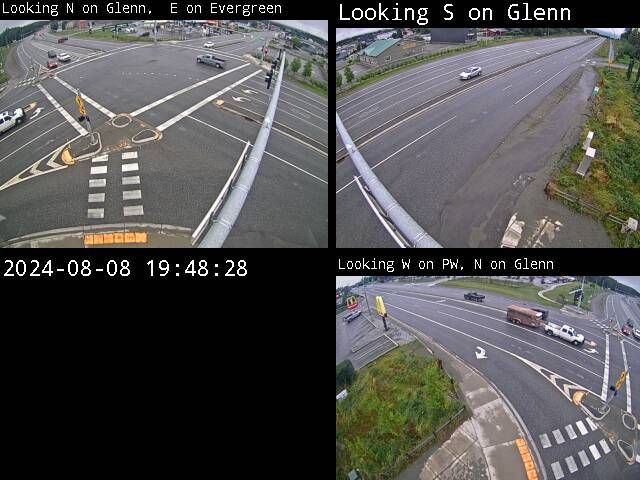 Looking N on Glenn, E on Evergreen
Looking S on Glenn
2024-08-08 19:48:28
Looking W on PW, N on Glenn